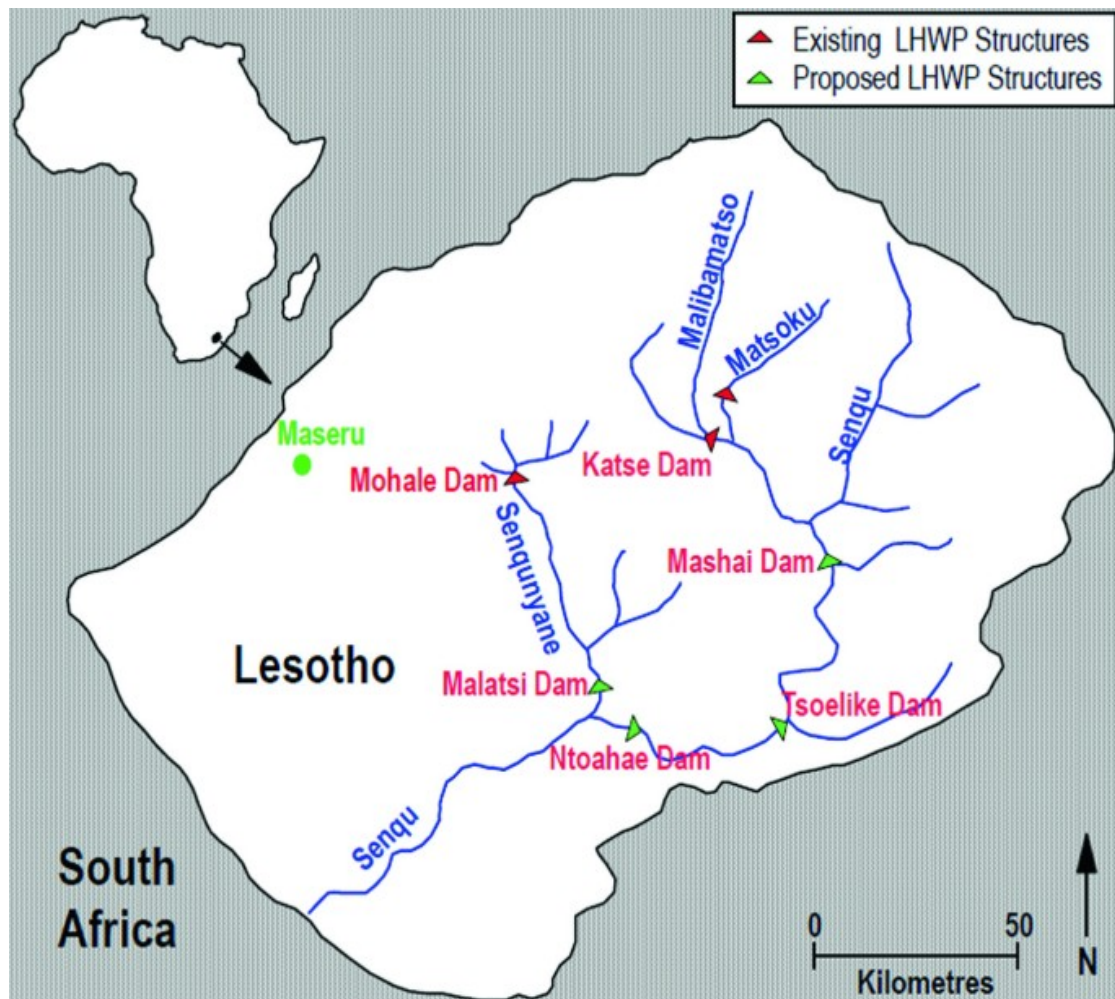 Existing LHWP Structures
Proposed LHWP Structures
Malibamatso
Matsoku
Senqu
Maseru
Mohale Dam
Katse Dam
Senqunyane
Mashai Dam
Lesotho
Malatsi Dam
Tsoelike Dam
Ntoahae Dam
Senqu
South
Africa
0 50
Kilometres
N